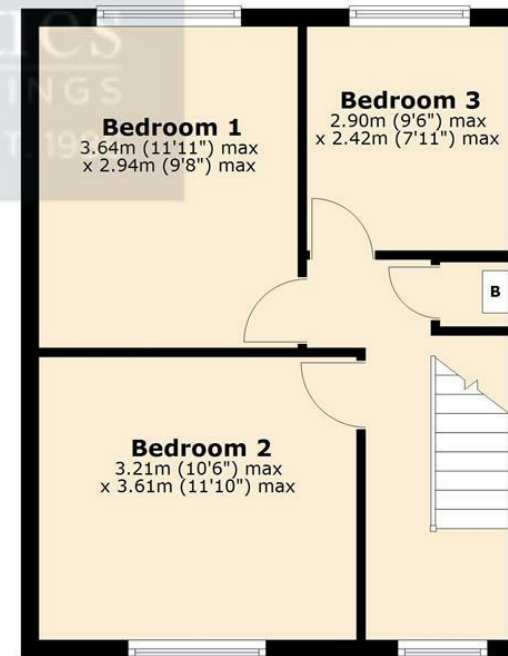 INGS
Bedroom 1
3.64m (11'11") max
x 2.94m (9'8") max
Bedroom 3
2.90m (9'6") max
x 2.42m (7'11") max
B
Bedroom 2
3.21m (10'6") max
x 3.61m (11'10") max